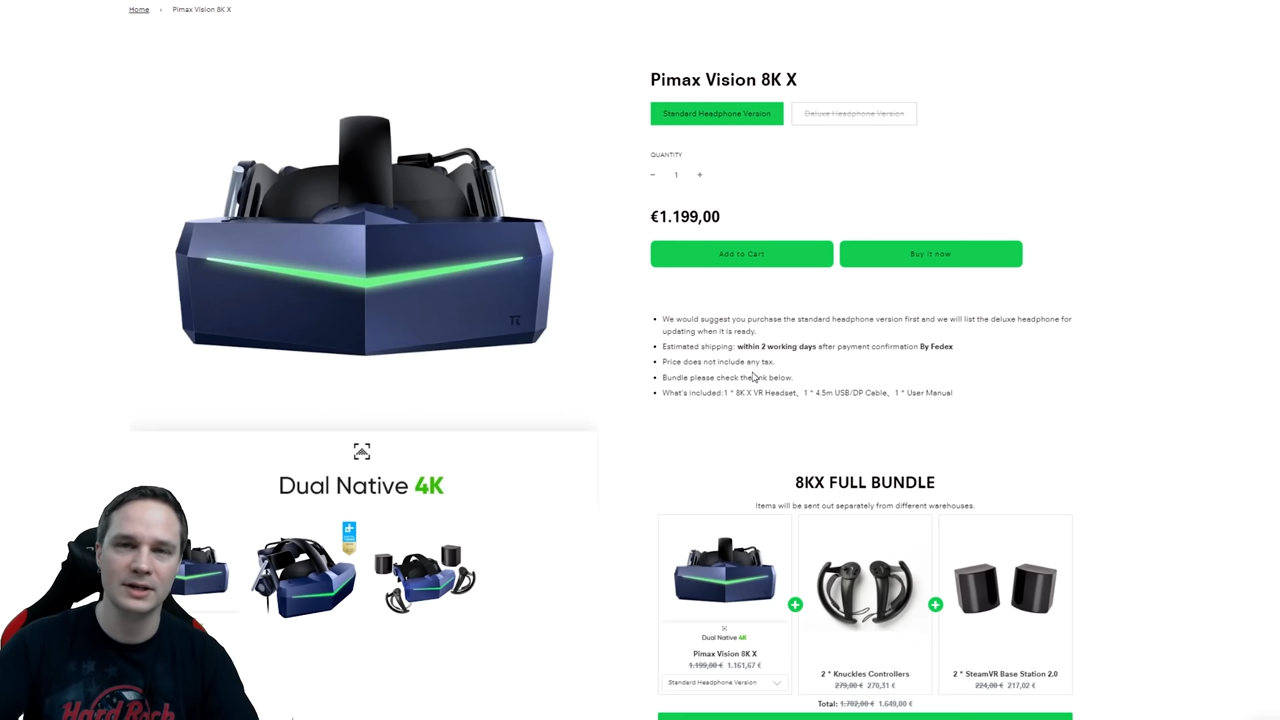 Home › Pimax Vision 8K X
Pimax Vision 8K X
Standard Headphone Version
Deluxe Headphone Version
QUANTITY
− 1 +
€1.199,00
Add to Cart
Buy it now
We would suggest you purchase the standard headphone version first and we will list the deluxe headphone for
updating when it is ready.
Estimated shipping: within 2 working days after payment confirmation By Fedex
Price does not include any tax.
Bundle please check the link below.
What's included:1 * 8K X VR Headset、1 * 4.5m USB/DP Cable、1 * User Manual
Dual Native 4K
8KX FULL BUNDLE
Items will be sent out separately from different warehouses.
Dual Native 4K
Pimax Vision 8K X
1.199,00 € 1.161,67 €
Standard Headphone Version
2 * Knuckles Controllers
279,00 € 270,31 €
2 * SteamVR Base Station 2.0
224,00 € 217,02 €
Total: 1.702,00 € 1.649,00 €
Hard Rock